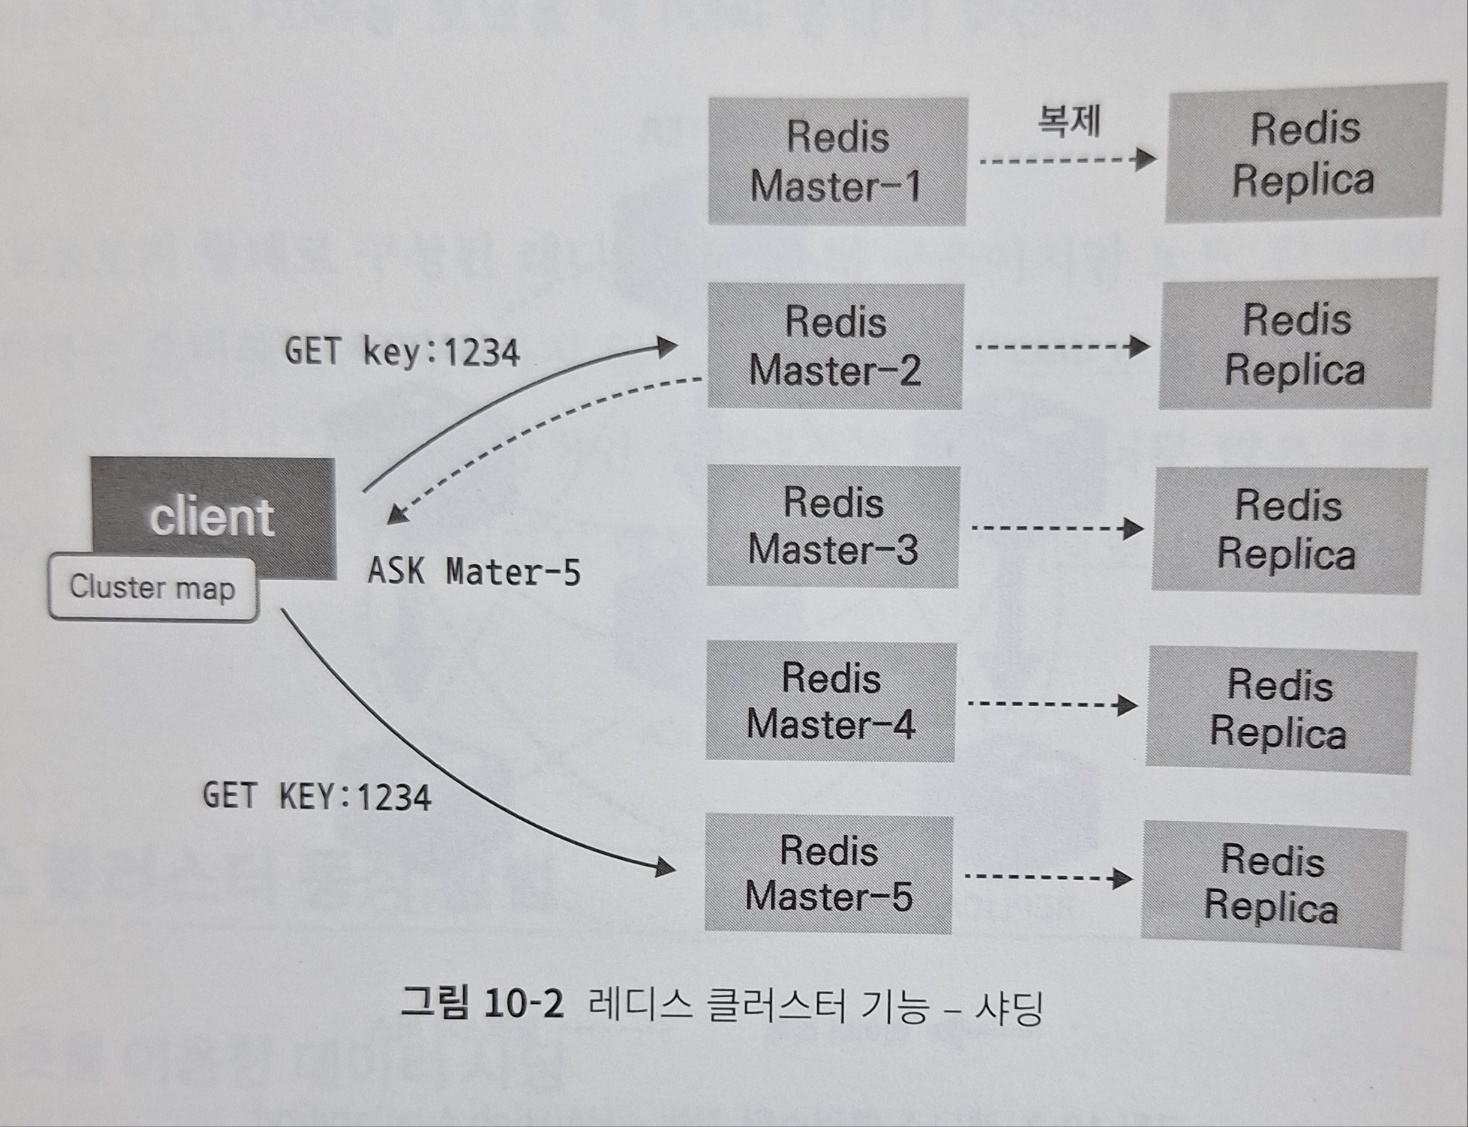 Redis
Master-1
복제
Redis
Replica
GET key:1234
Redis
Master-2
Redis
Replica
client
Cluster map
ASK Mater-5
Redis
Master-3
Redis
Replica
Redis
Master-4
Redis
Replica
GET KEY:1234
Redis
Master-5
Redis
Replica
그림 10-2 레디스 클러스터 기능 – 샤딩